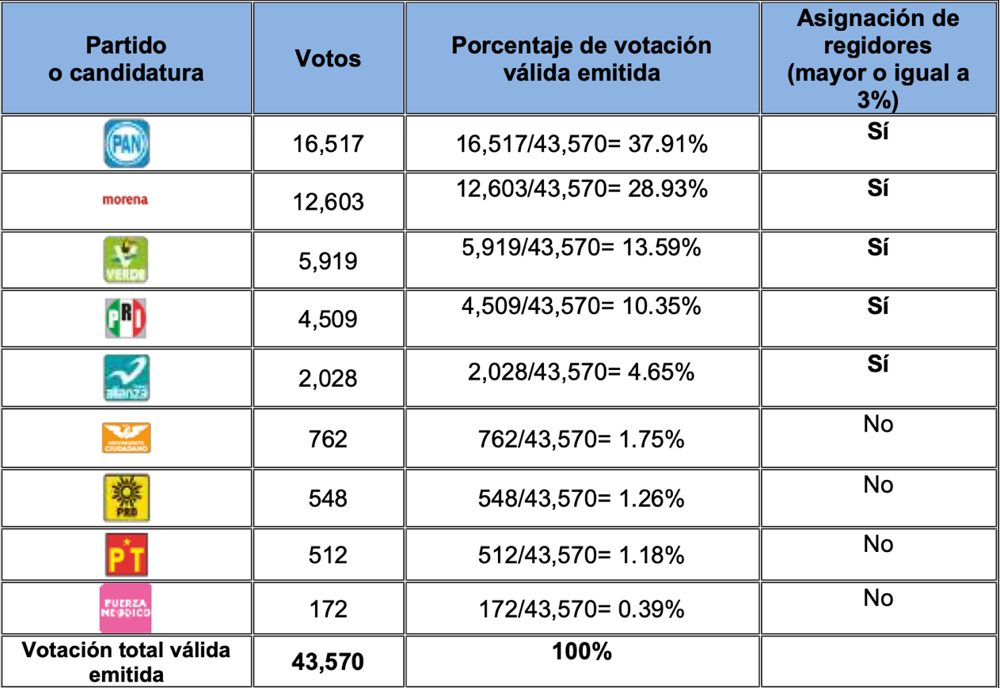 Partido
o candidatura
Votos
Porcentaje de votación
válida emitida
Asignación de
regidores
(mayor o igual a
3%)
PAN
16,517
16,517/43,570= 37.91%
Sí
morena
12,603
12,603/43,570= 28.93%
Sí
VERDE
5,919
5,919/43,570= 13.59%
Sí
PRI
4,509
4,509/43,570= 10.35%
Sí
alianza
2,028
2,028/43,570= 4.65%
Sí
MOVIMIENTO
CIUDADANO
762
762/43,570= 1.75%
No
PRD
548
548/43,570= 1.26%
No
PT
512
512/43,570= 1.18%
No
FUERZA
172
172/43,570= 0.39%
No
Votación total válida
emitida
43,570
100%